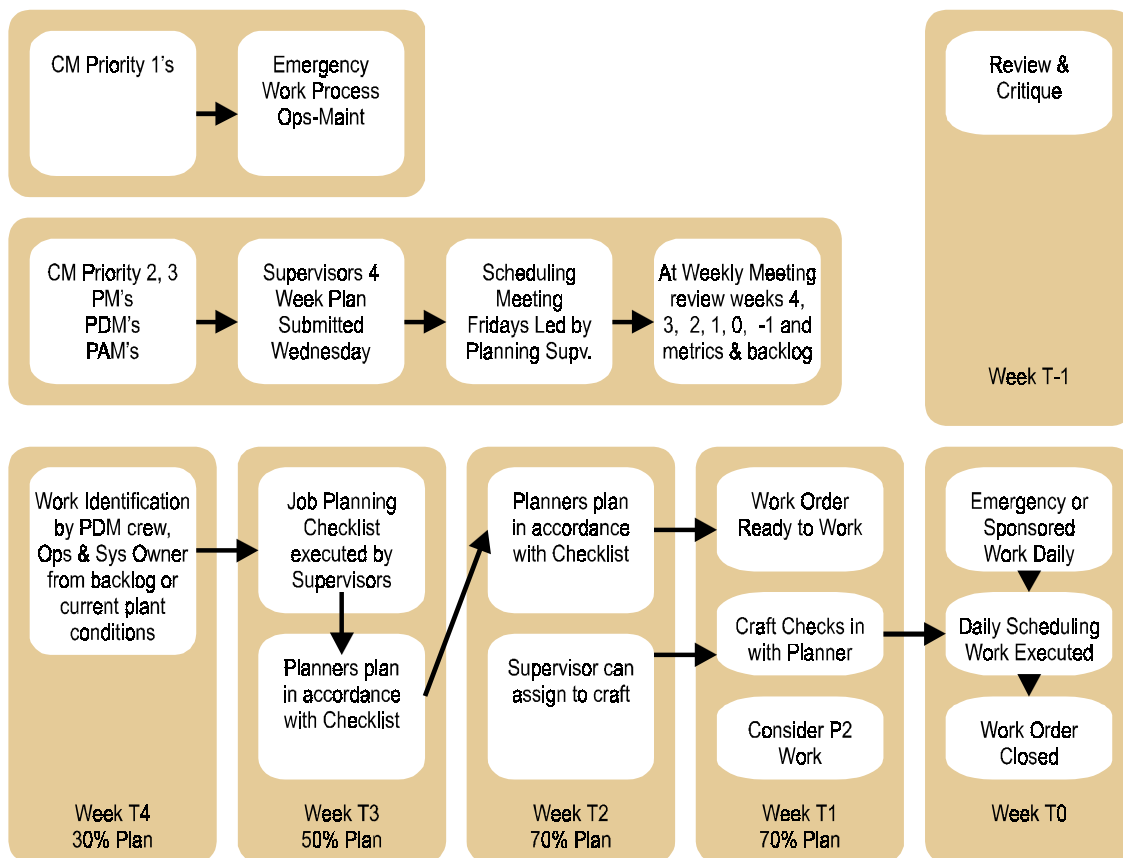 CM Priority 1's
Emergency
Work Process
Ops-Maint
Review &
Critique
Week T-1
CM Priority 2, 3
PM's
PDM's
PAM's
Supervisors 4
Week Plan
Submitted
Wednesday
Scheduling
Meeting
Fridays Led by
Planning Supv.
At Weekly Meeting
review weeks 4,
3, 2, 1, 0, -1 and
metrics & backlog
Work Identification
by PDM crew,
Ops & Sys Owner
from backlog or
current plant
conditions
Week T4
30% Plan
Job Planning
Checklist
executed by
Supervisors
Planners plan
in accordance
with Checklist
Week T3
50% Plan
Planners plan
in accordance
with Checklist
Supervisor can
assign to craft
Week T2
70% Plan
Work Order
Ready to Work
Craft Checks in
with Planner
Consider P2
Work
Week T1
70% Plan
Emergency or
Sponsored
Work Daily
Daily Scheduling
Work Executed
Work Order
Closed
Week T0